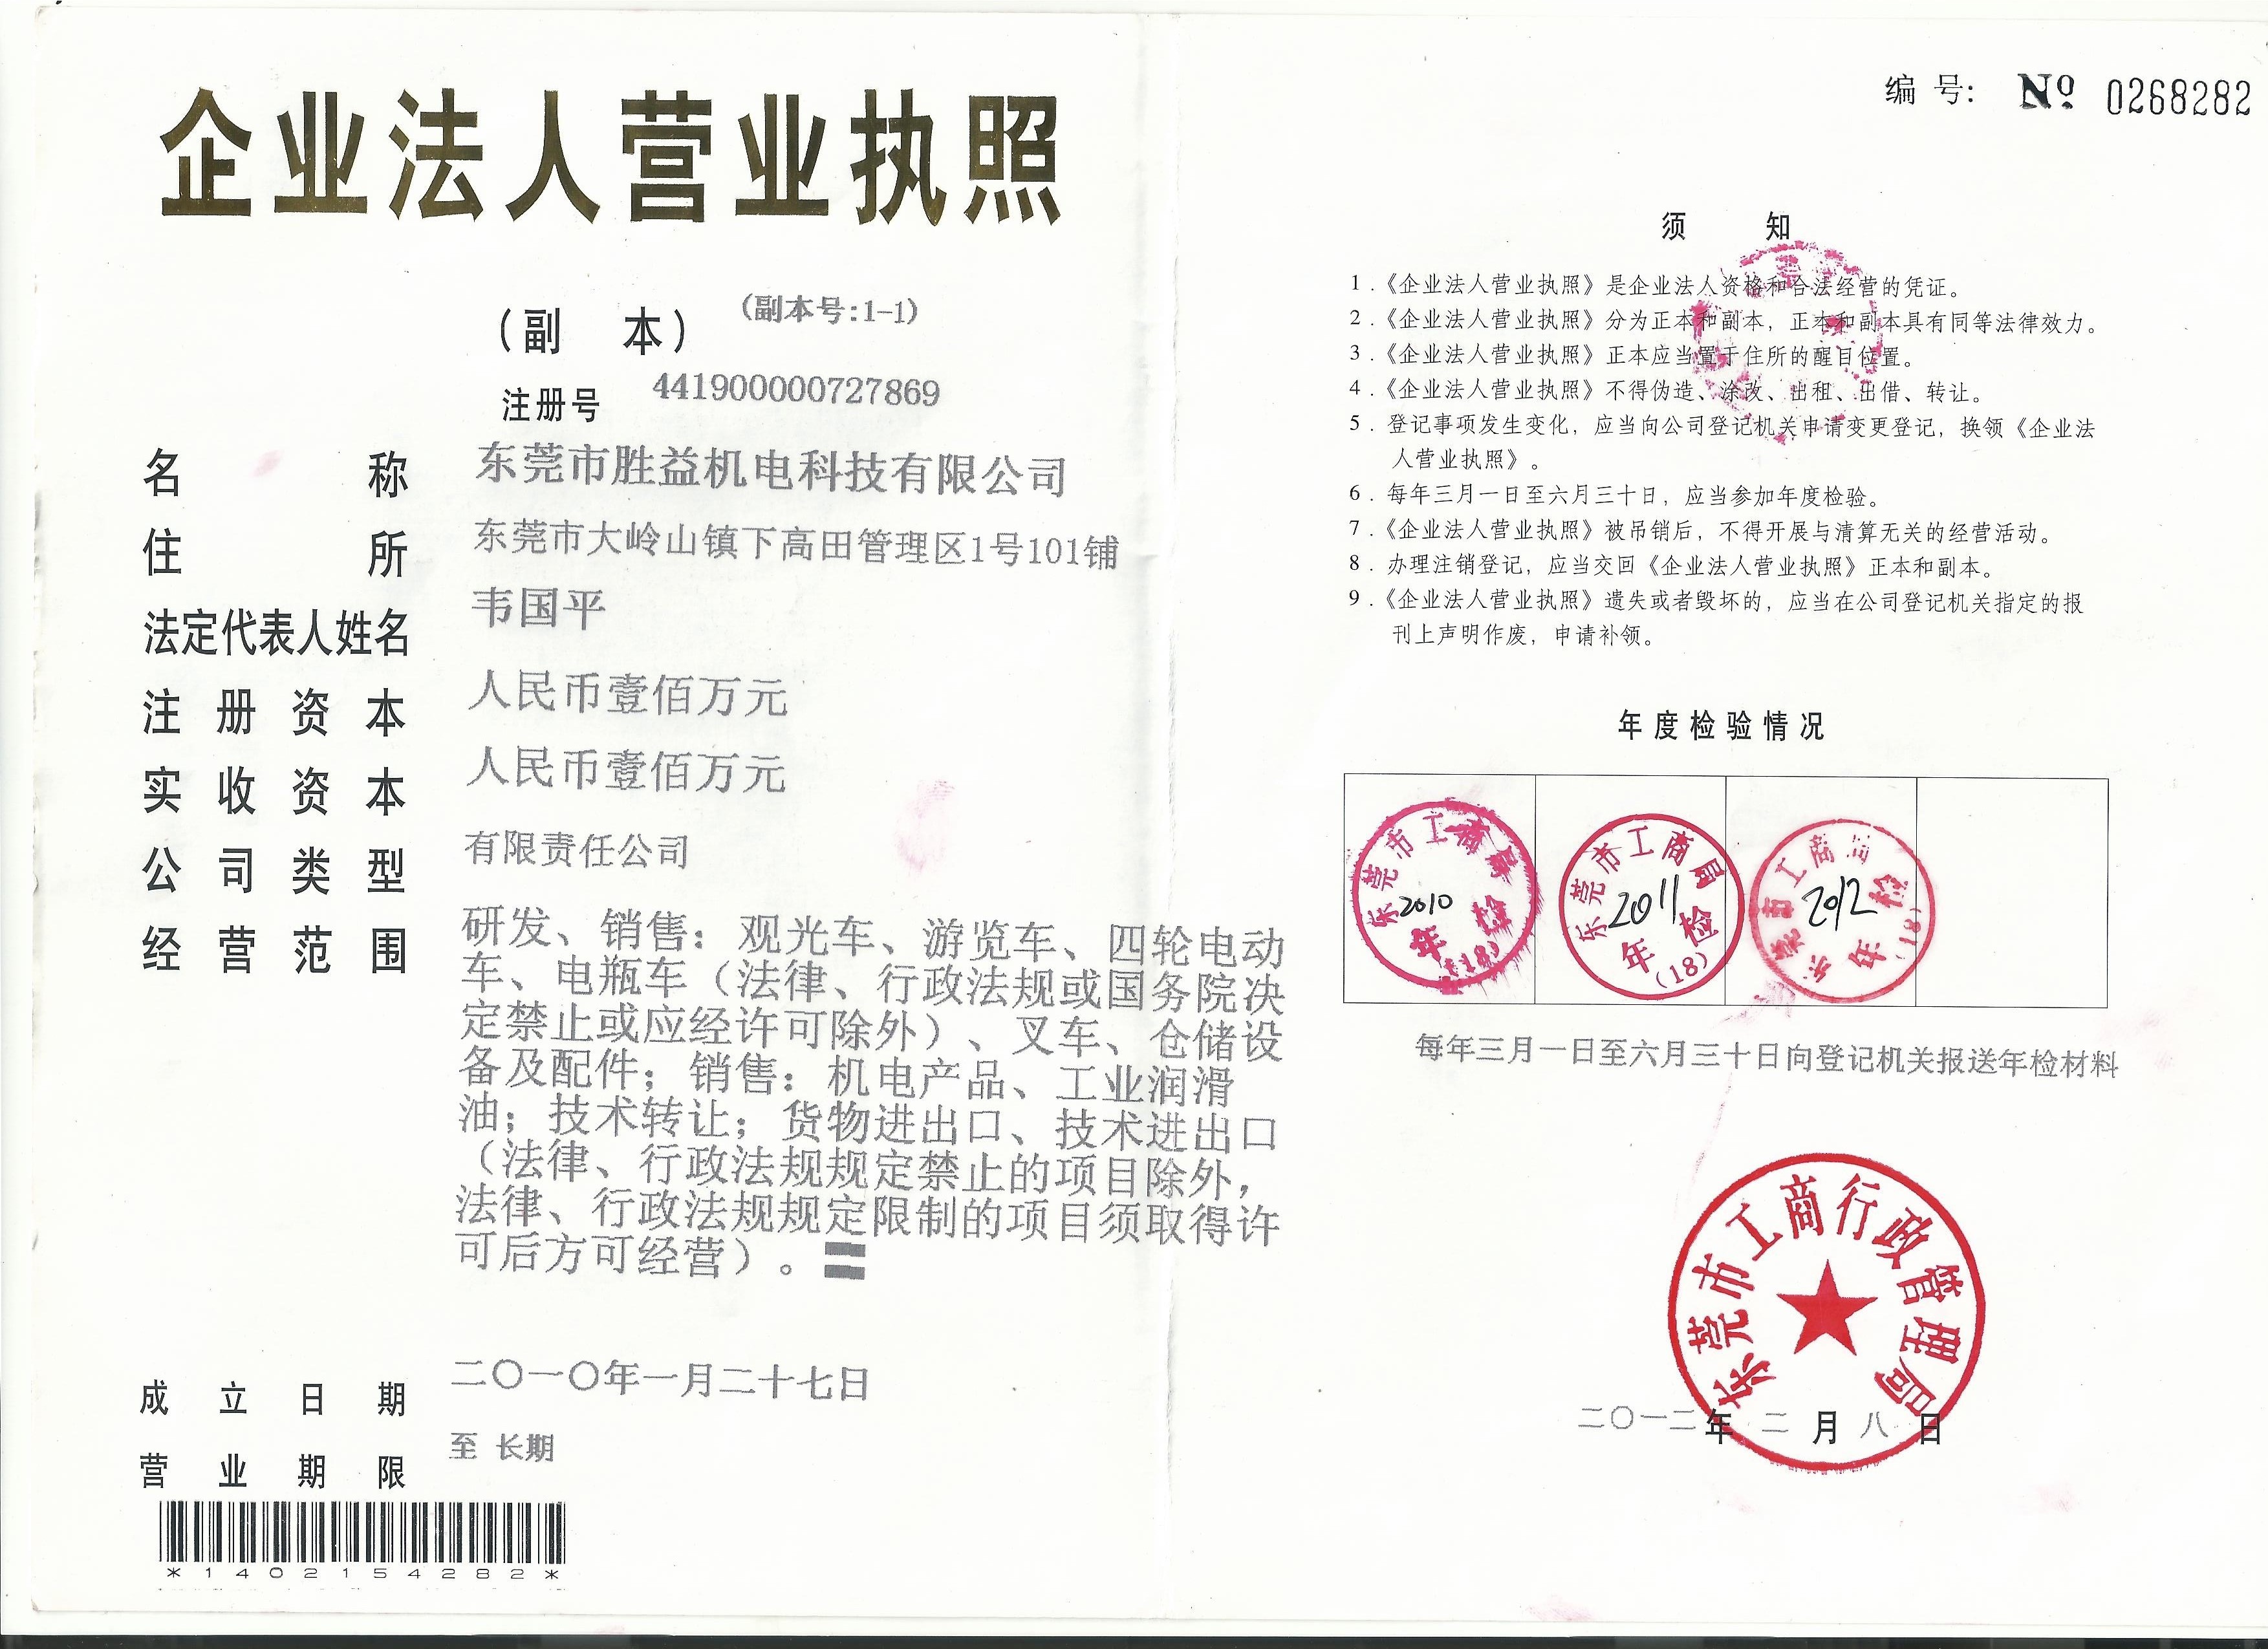 企业法人营业执照
(副 本)
(副本号:1-1)
注册号 441900000727869
名称 东莞市胜益机电科技有限公司
住所 东莞市大岭山镇下高田管理区1号101铺
法定代表人姓名 韦国平
注册资本 人民币壹佰万元
实收资本 人民币壹佰万元
公司类型 有限责任公司
经营范围 研发、销售：观光车、游览车、四轮电动
车、电瓶车（法律、行政法规或国务院决
定禁止或应经许可除外）、叉车、仓储设
备及配件；销售：机电产品、工业润滑
油；技术转让；货物进出口、技术进出口
（法律、行政法规规定禁止的项目除外，
法律、行政法规规定限制的项目须取得许
可后方可经营）。
成立日期 二〇一〇年一月二十七日
营业期限 至 长期
*1402154282*
编号: No 0268282
须 知
1.《企业法人营业执照》是企业法人资格和合法经营的凭证。
2.《企业法人营业执照》分为正本和副本，正本和副本具有同等法律效力。
3.《企业法人营业执照》正本应当置于住所的醒目位置。
4.《企业法人营业执照》不得伪造、涂改、出租、出借、转让。
5.登记事项发生变化，应当向公司登记机关申请变更登记，换领《企业法
人营业执照》。
6.每年三月一日至六月三十日，应当参加年度检验。
7.《企业法人营业执照》被吊销后，不得开展与清算无关的经营活动。
8.办理注销登记，应当交回《企业法人营业执照》正本和副本。
9.《企业法人营业执照》遗失或者毁坏的，应当在公司登记机关指定的报
刊上声明作废，申请补领。
年度检验情况
东莞市工商局
2010
年检
(18)
东莞市工商局
2011
年检
(18)
东莞市工商局
2012
年检
(18)
每年三月一日至六月三十日向登记机关报送年检材料
东莞市工商行政管理局
二〇一二年二月八日